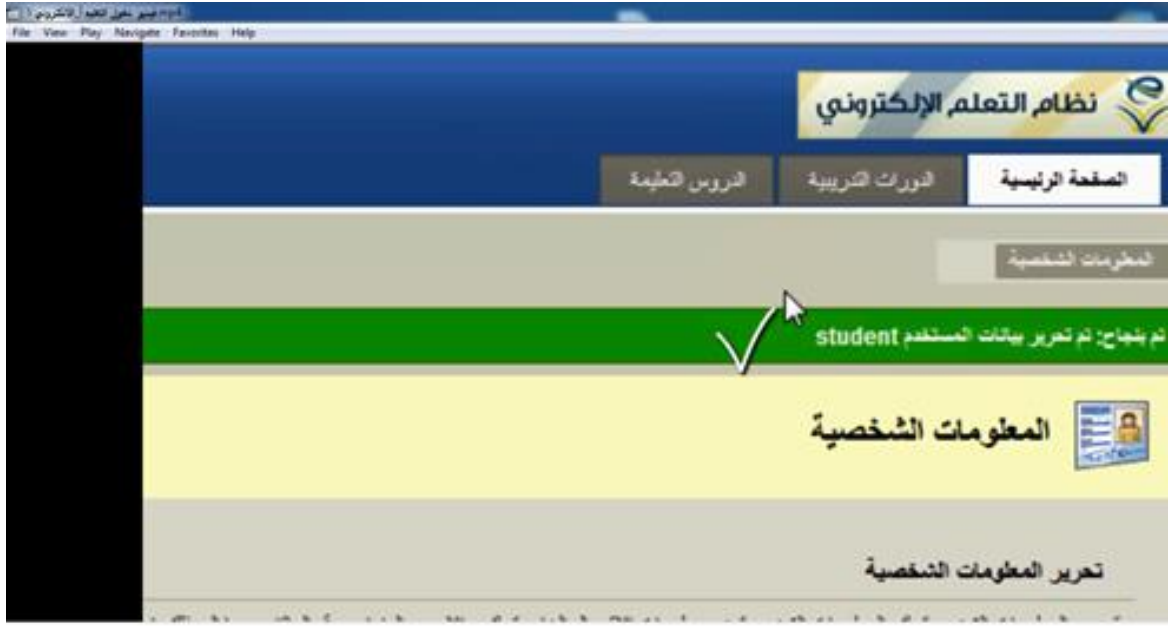 File View Play Navigate Favorites Help
نظام التعلم الإلكتروني
الصفحة الرئيسية
الدورات التدريبية
الدروس التعليمة
المعلومات الشخصية
تم بنجاح: تم تحرير بيانات المستخدم student
المعلومات الشخصية
تحرير المعلومات الشخصية